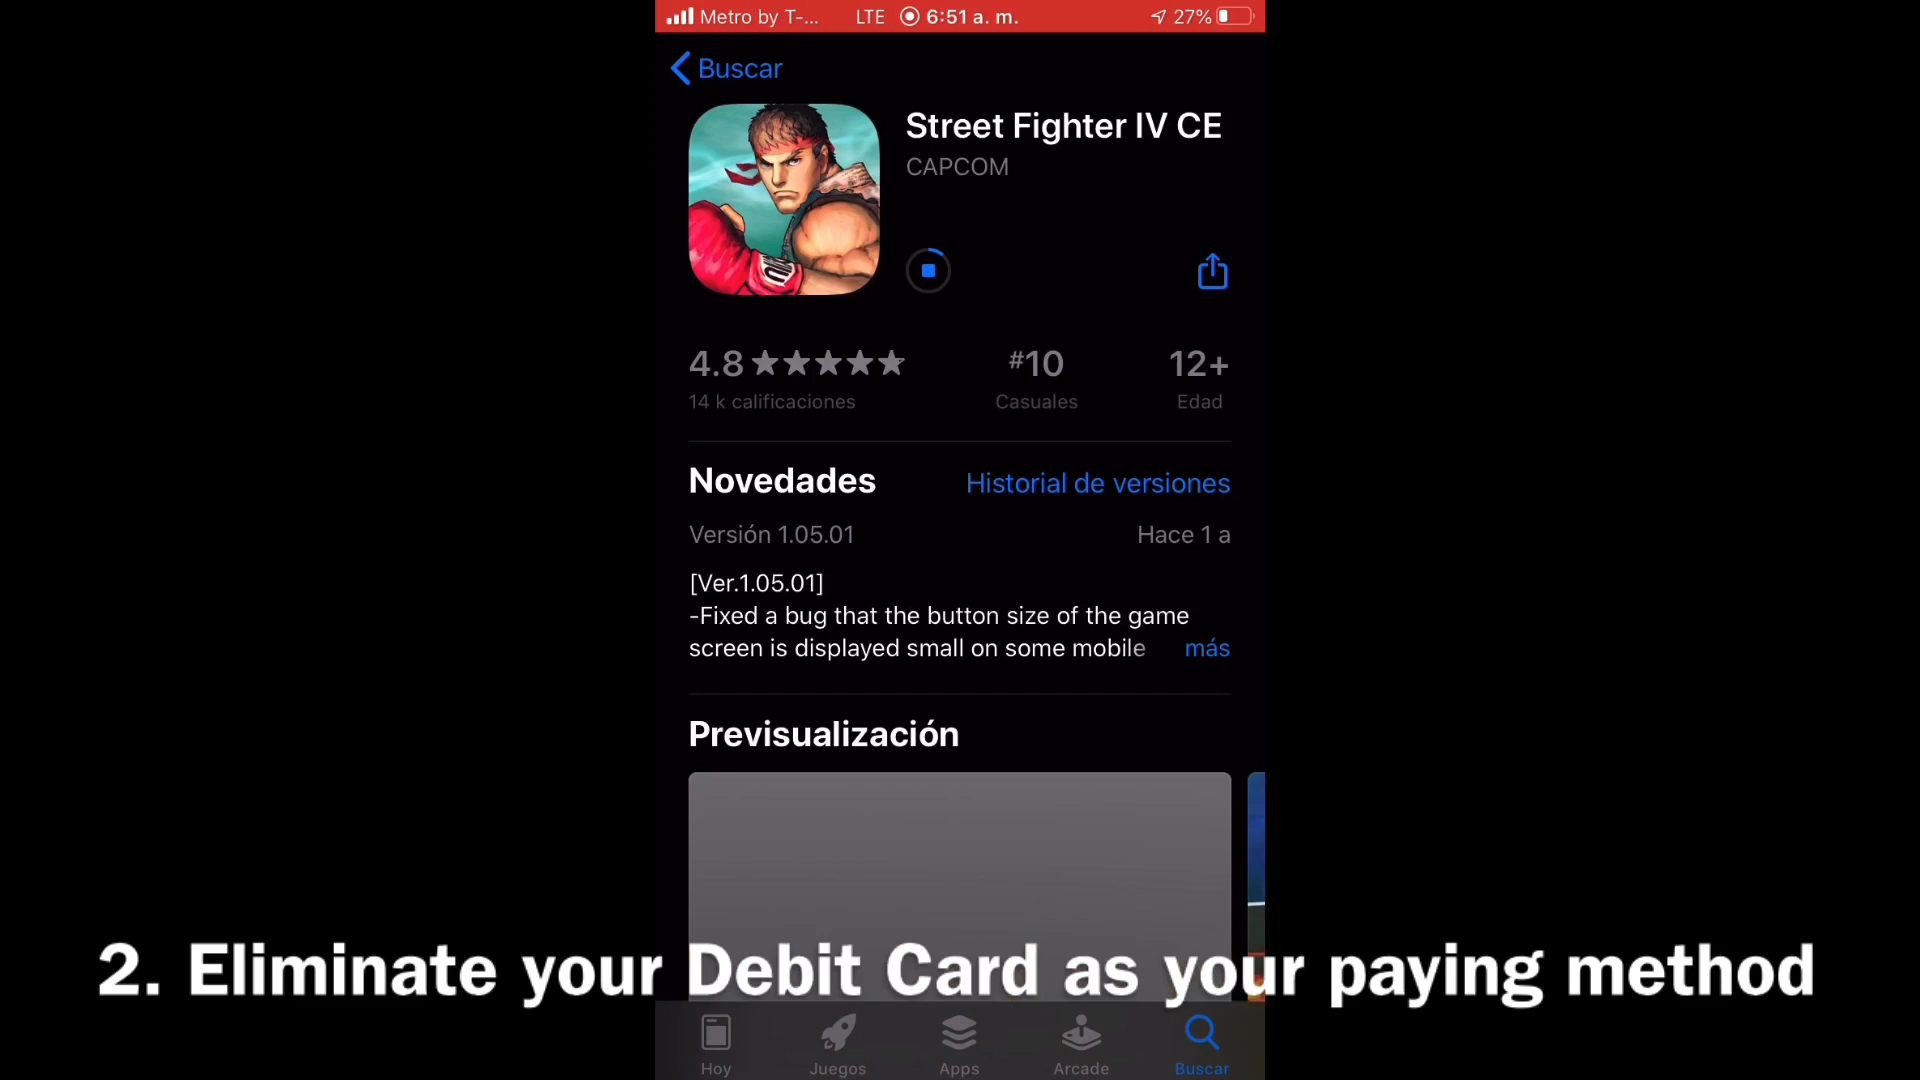 Metro by T-... LTE 6:51 a. m. 27%
Buscar
Street Fighter IV CE
CAPCOM
4.8 #10 12+
14 k calificaciones Casuales Edad
Novedades Historial de versiones
Versión 1.05.01 Hace 1 a
[Ver.1.05.01]
-Fixed a bug that the button size of the game
screen is displayed small on some mobile más
Previsualización
2. Eliminate your Debit Card as your paying method
Hoy Juegos Apps Arcade Buscar